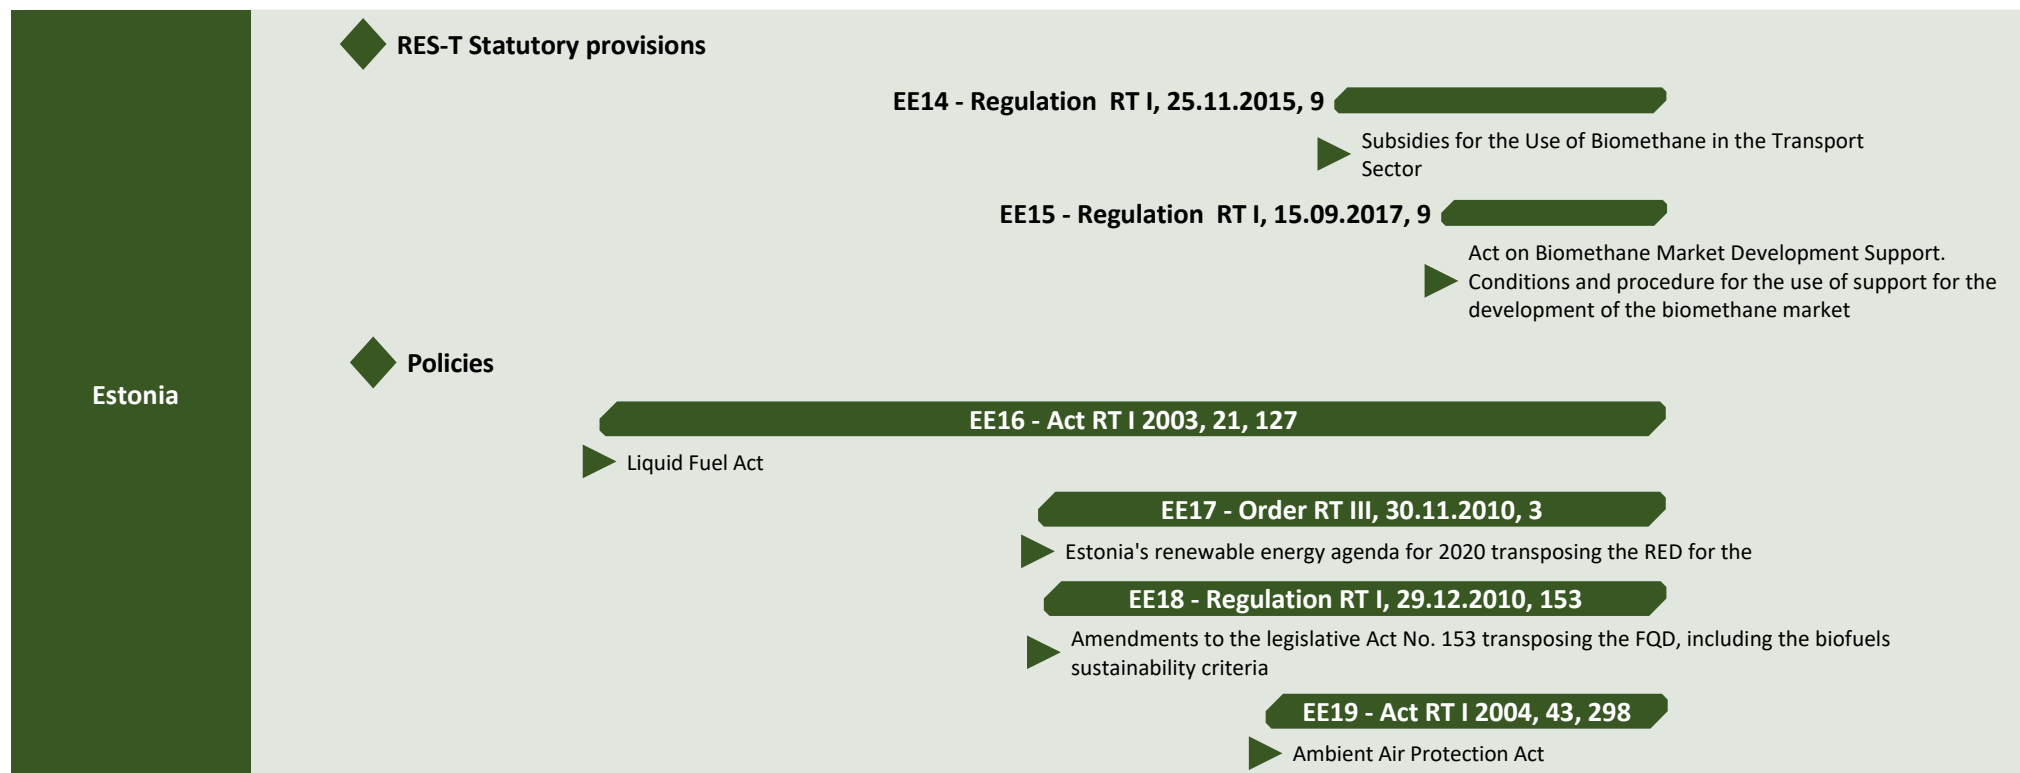 Estonia
RES-T Statutory provisions
EE14 - Regulation RT I, 25.11.2015, 9
Subsidies for the Use of Biomethane in the Transport
Sector
EE15 - Regulation RT I, 15.09.2017, 9
Act on Biomethane Market Development Support.
Conditions and procedure for the use of support for the
development of the biomethane market
Policies
EE16 - Act RT I 2003, 21, 127
Liquid Fuel Act
EE17 - Order RT III, 30.11.2010, 3
Estonia's renewable energy agenda for 2020 transposing the RED for the
EE18 - Regulation RT I, 29.12.2010, 153
Amendments to the legislative Act No. 153 transposing the FQD, including the biofuels
sustainability criteria
EE19 - Act RT I 2004, 43, 298
Ambient Air Protection Act